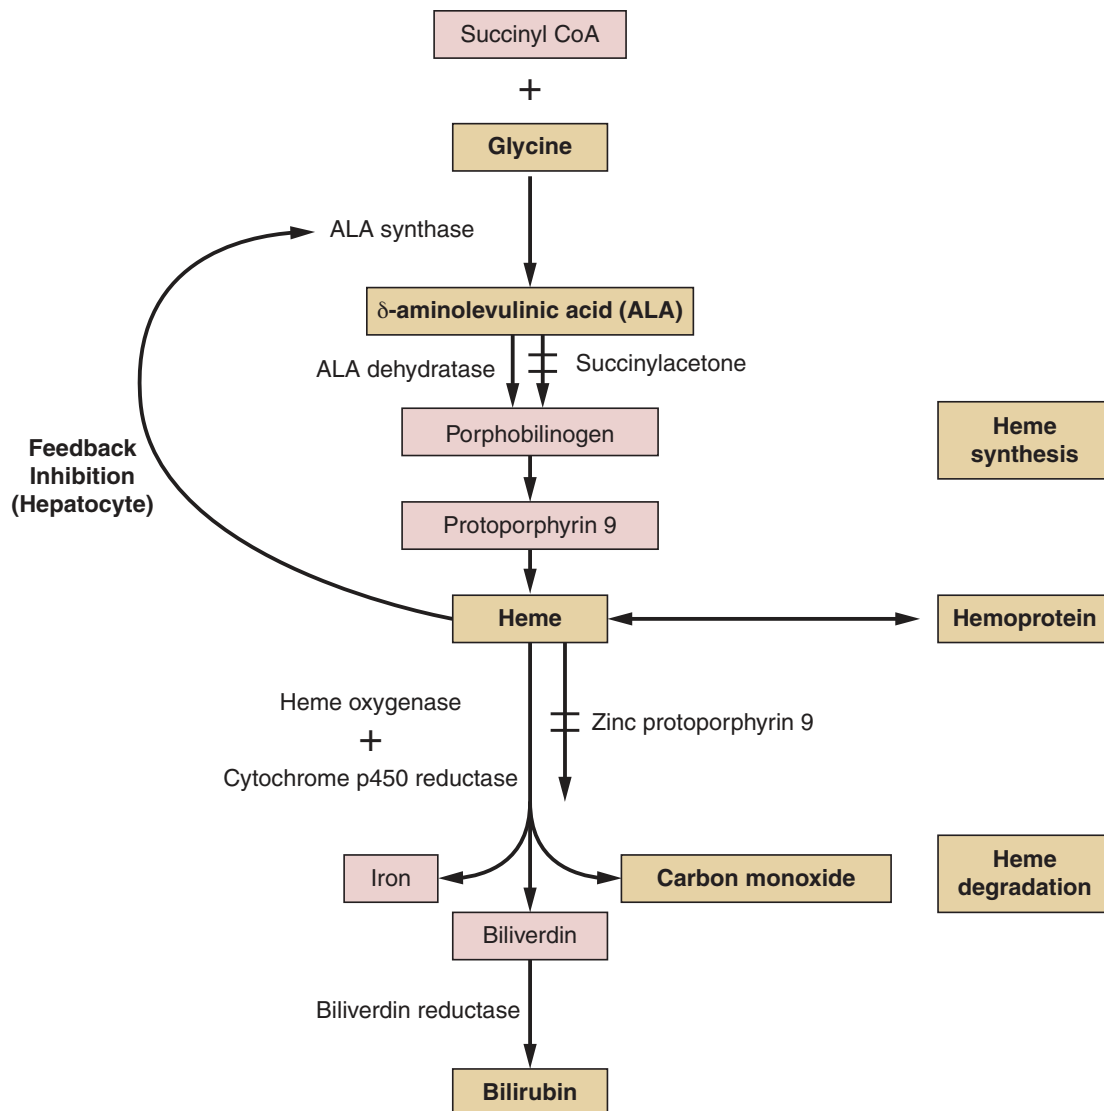 Succinyl CoA
+
Glycine
ALA synthase
δ-aminolevulinic acid (ALA)
ALA dehydratase
Succinylacetone
Porphobilinogen
Heme
synthesis
Feedback
Inhibition
(Hepatocyte)
Protoporphyrin 9
Heme
Hemoprotein
Heme oxygenase
+
Cytochrome p450 reductase
Zinc protoporphyrin 9
Iron
Carbon monoxide
Heme
degradation
Biliverdin
Biliverdin reductase
Bilirubin